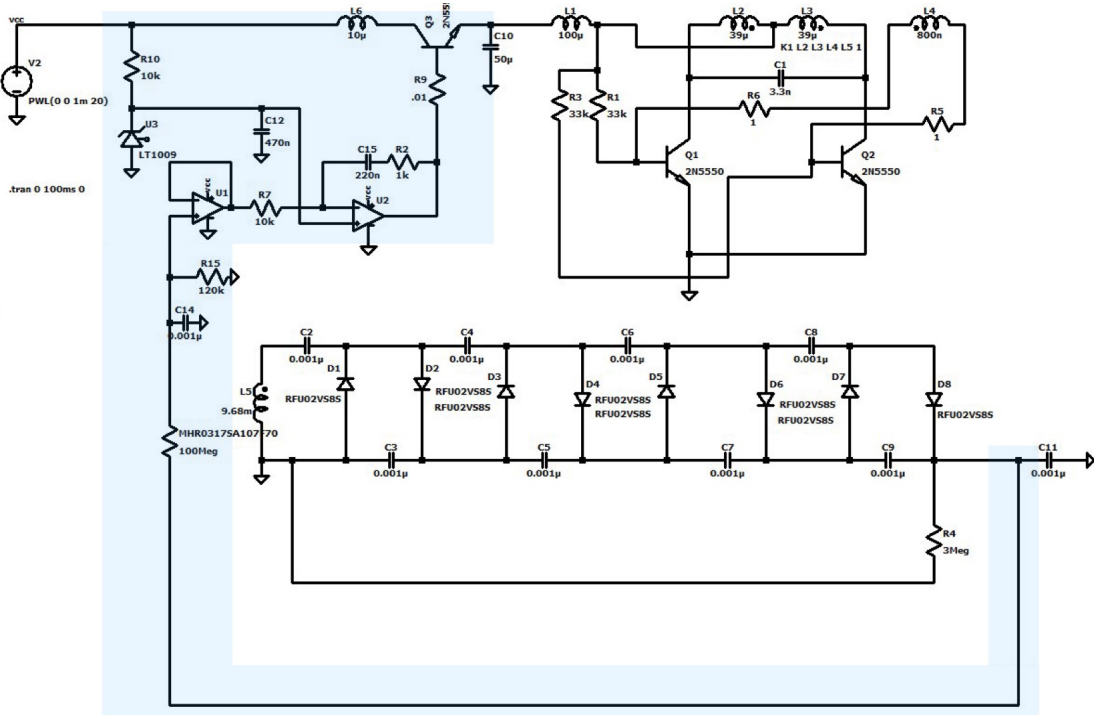 vcc
V2
PWL(0 0 1m 20)
R10
10k
U3
LT1009
C12
470n
.tran 0 100ms 0
L6
10µ
Q3
C10
50µ
R9
.01
C15
220n
R2
1k
vcc
U1
R7
10k
vcc
U2
R15
120k
C14
0.001µ
MHR0317SA107F70
100Meg
L1
100µ
R3
33k
R1
33k
L2
39µ
L3
39µ
K1 L2 L3 L4 L5 1
L4
800n
C1
3.3n
R6
1
R5
1
Q1
2N5550
Q2
2N5550
L5
9.68m
C2
0.001µ
C4
0.001µ
C6
0.001µ
C8
0.001µ
D1
RFU02VS8S
D2
RFU02VS8S
D3
RFU02VS8S
D4
RFU02VS8S
D5
RFU02VS8S
D6
RFU02VS8S
D7
RFU02VS8S
D8
RFU02VS8S
C3
0.001µ
C5
0.001µ
C7
0.001µ
C9
0.001µ
C11
0.001µ
R4
3Meg